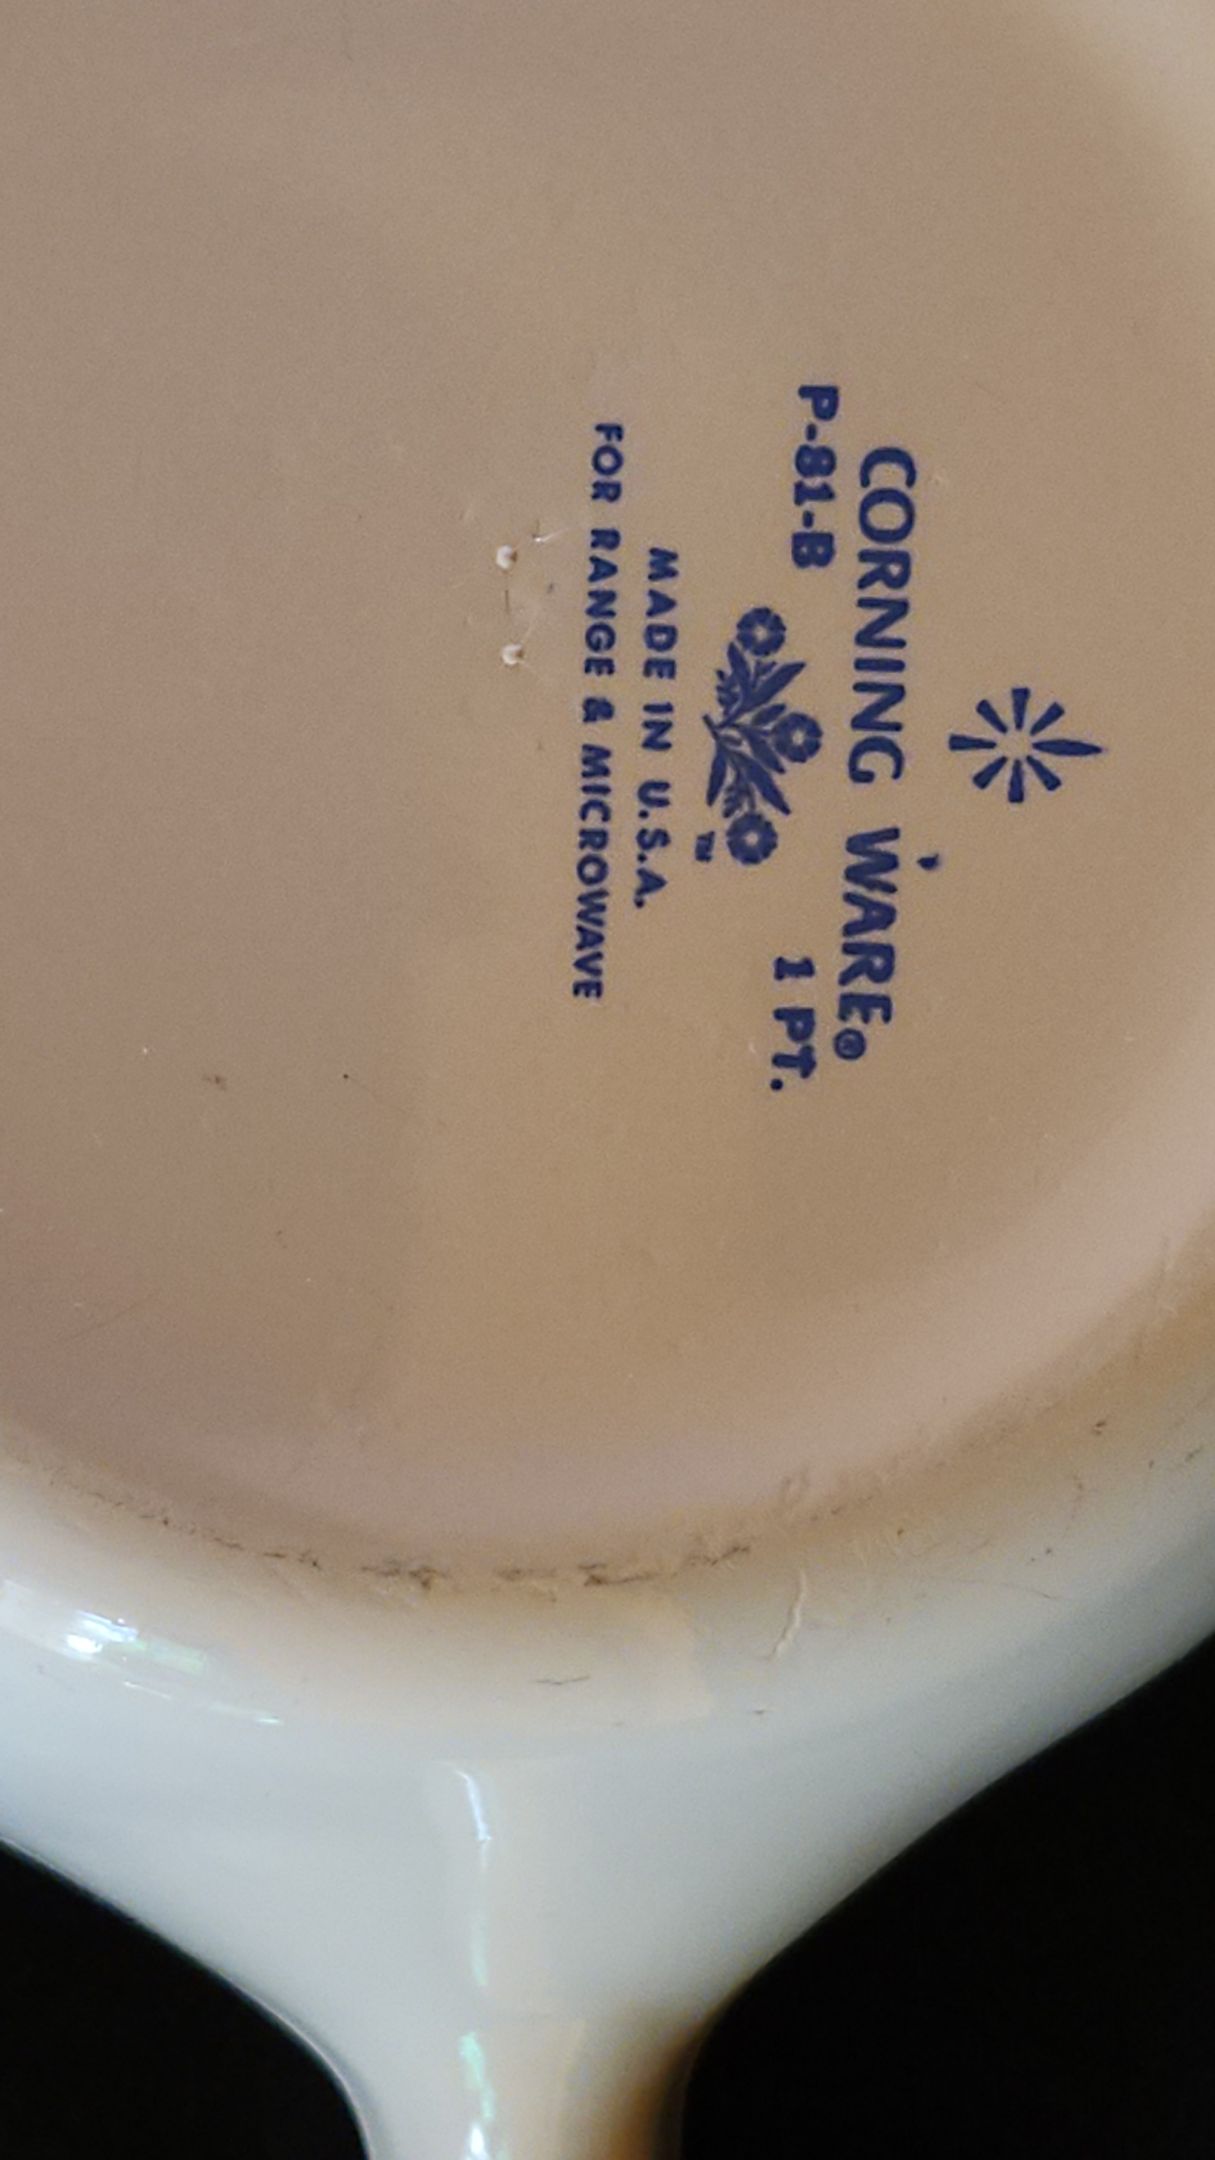 CORNING WARE®
P-81-B 1 PT.
TM
MADE IN U.S.A.
FOR RANGE & MICROWAVE